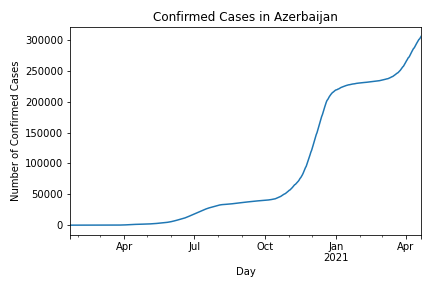 Confirmed Cases in Azerbaijan
Number of Confirmed Cases
300000
250000
200000
150000
100000
50000
0
Apr
Jul
Oct
Jan
2021
Apr
Day